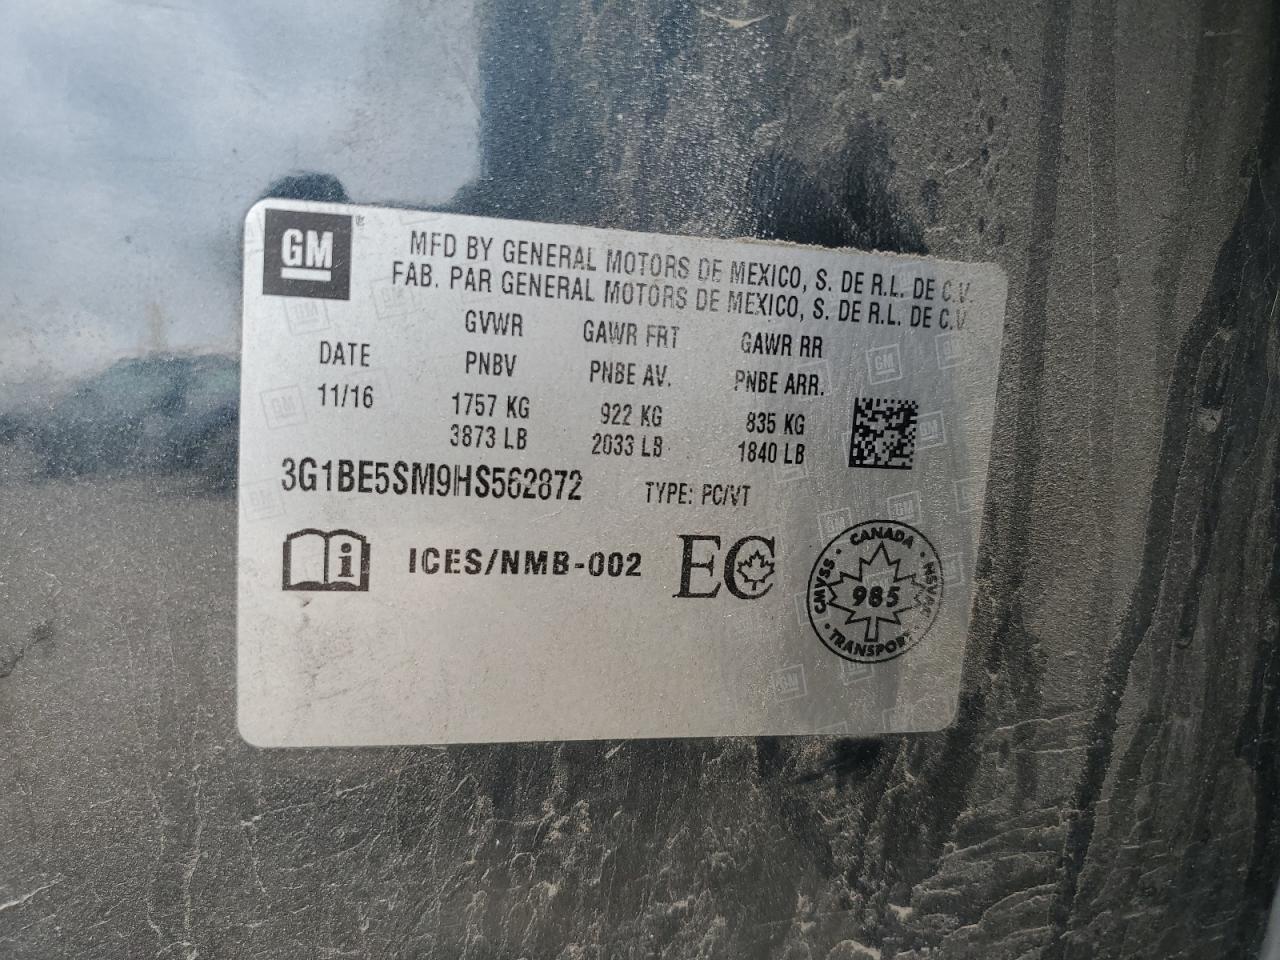 GM
MFD BY GENERAL MOTORS DE MEXICO, S. DE R.L. DE C.V.
FAB. PAR GENERAL MOTORS DE MEXICO, S. DE R.L. DE C.V.
DATE GVWR GAWR FRT GAWR RR
PNBV PNBE AV. PNBE ARR.
11/16 1757 KG 922 KG 835 KG
3873 LB 2033 LB 1840 LB
3G1BE5SM9HS562872 TYPE: PC/VT
ICES/NMB-002 EC
CANADA
CMVSS 985 NSVAC
TRANSPORT